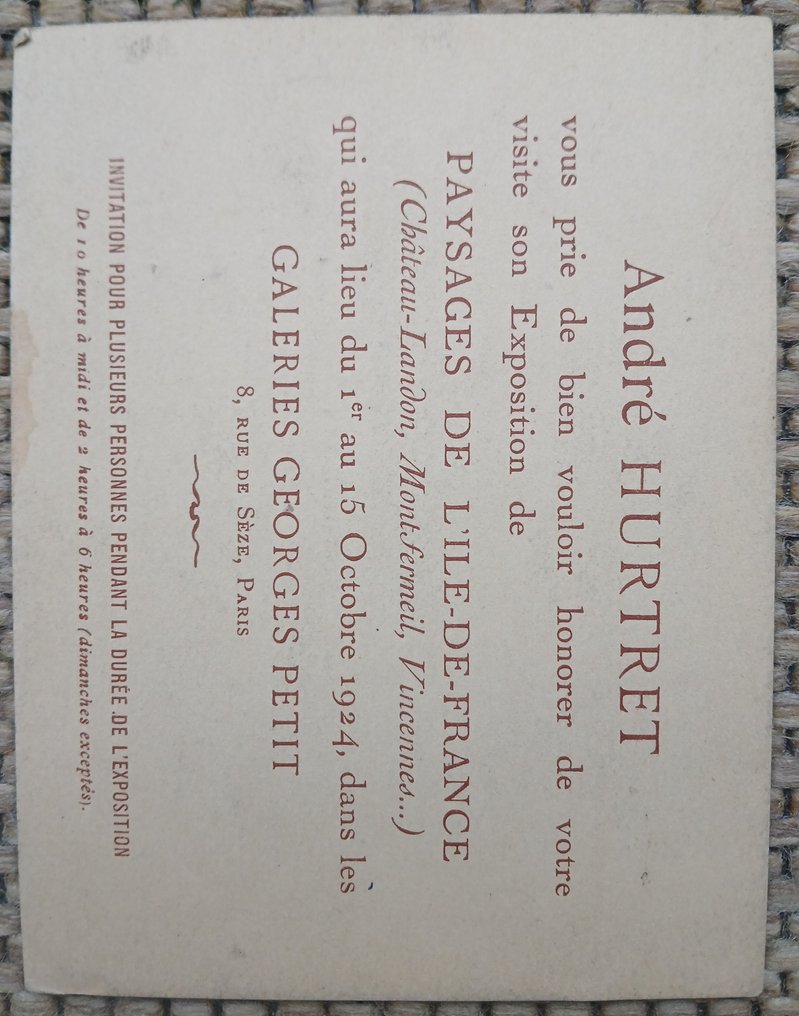 André HURTRET
vous prie de bien vouloir honorer de votre
visite son Exposition de
PAYSAGES DE L'ILE-DE-FRANCE
(Château-Landon, Montfermeil, Vincennes...)
qui aura lieu du 1er au 15 Octobre 1924, dans les
GALERIES GEORGES PETIT
8, RUE DE SÈZE, PARIS
INVITATION POUR PLUSIEURS PERSONNES PENDANT LA DURÉE DE L'EXPOSITION
De 10 heures à midi et de 2 heures à 6 heures (dimanches exceptés).